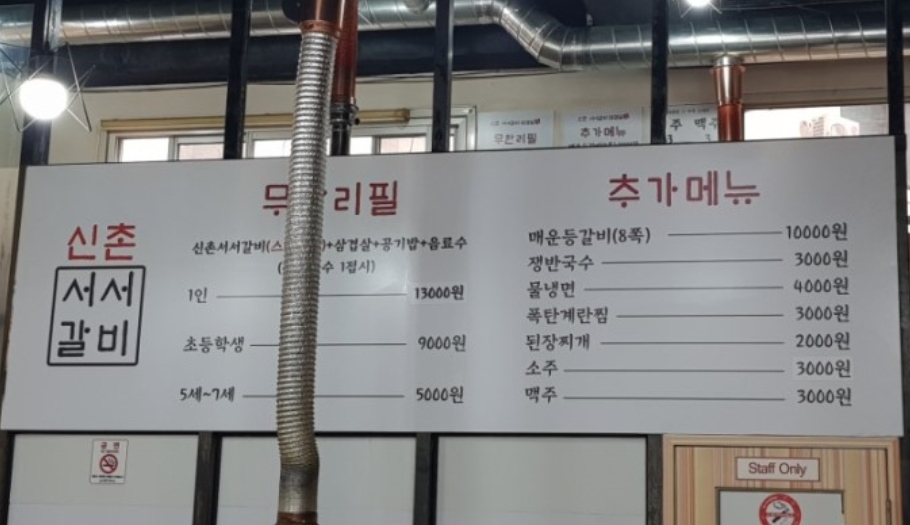 무한리필
추가메뉴
신촌
서서
갈비
무 리필
신촌서서갈비(스 )+삼겹살+공기밥+음료수
( 수 1접시)
1인 13000원
초등학생 9000원
5세~7세 5000원
추가메뉴
매운등갈비(8쪽) 10000원
쟁반국수 3000원
물냉면 4000원
폭탄계란찜 3000원
된장찌개 2000원
소주 3000원
맥주 3000원
금연
Staff Only